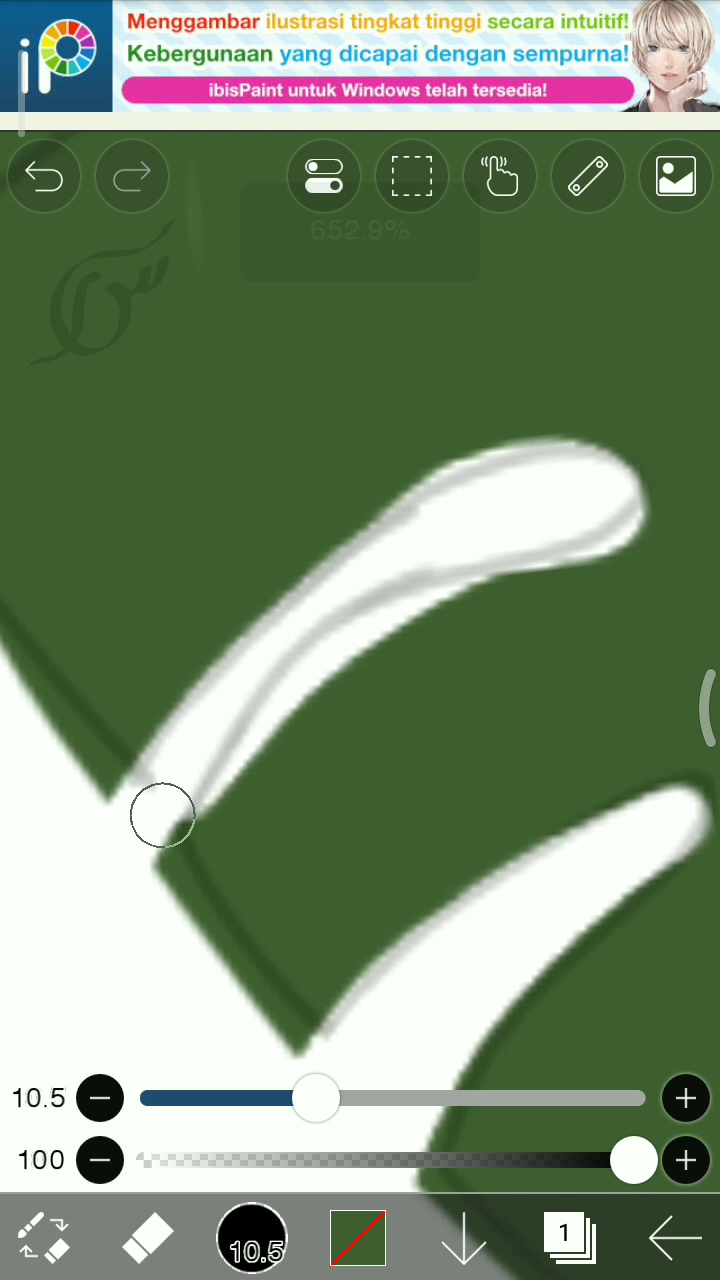 iP
Menggambar ilustrasi tingkat tinggi secara intuitif!
Kebergunaan yang dicapai dengan sempurna!
ibisPaint untuk Windows telah tersedia!
652.9%
10.5
100
10.5
1